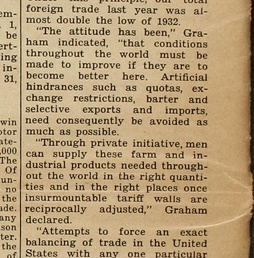 foreign trade last year was al-
most double the low of 1932.
"The attitude has been," Gra-
ham indicated, "that conditions
throughout the world must be
made to improve if they are to
become better here. Artificial
hindrances such as quotas, ex-
change restrictions, barter and
selective exports and imports,
need consequently be avoided as
much as possible.
"Through private initiative, men
can supply these farm and in-
dustrial products needed through-
out the world in the right quanti-
ties and in the right places once
insurmountable tariff walls are
reciprocally adjusted," Graham
declared.
"Attempts to force an exact
balancing of trade in the United
States with any one particular